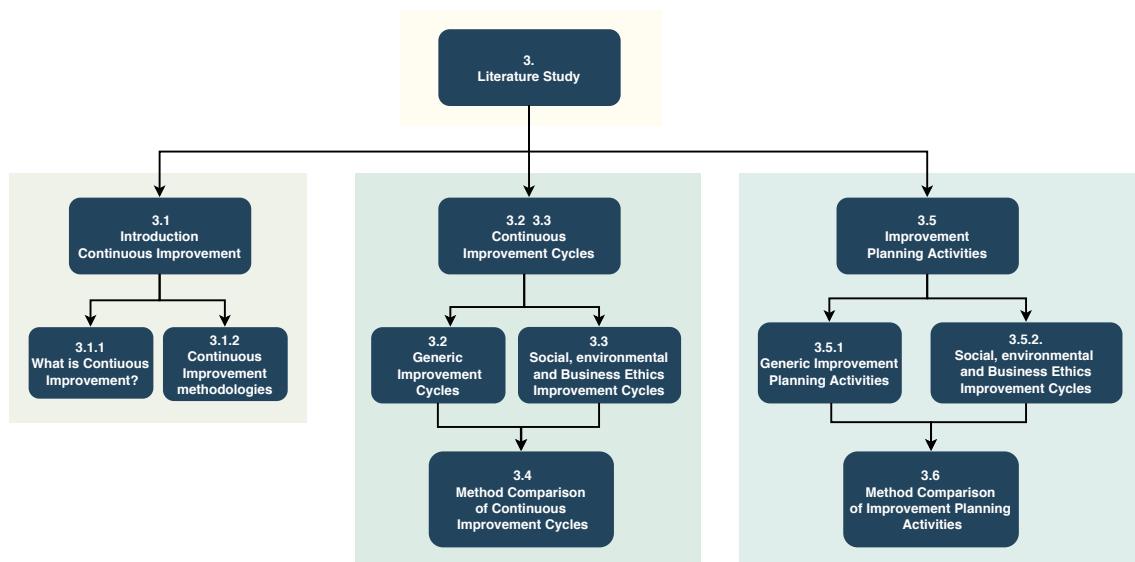 3.
Literature Study
3.1
Introduction
Continuous Improvement
3.1.1
What is Contiuous
Improvement?
3.1.2
Continuous
Improvement
methodologies
3.2 3.3
Continuous
Improvement Cycles
3.2
Generic
Improvement
Cycles
3.3
Social, environmental
and Business Ethics
Improvement Cycles
3.4
Method Comparison
of Continuous
Improvement Cycles
3.5
Improvement
Planning Activities
3.5.1
Generic Improvement
Planning Activities
3.5.2.
Social, environmental
and Business Ethics
Improvement Cycles
3.6
Method Comparison
of Improvement Planning
Activities